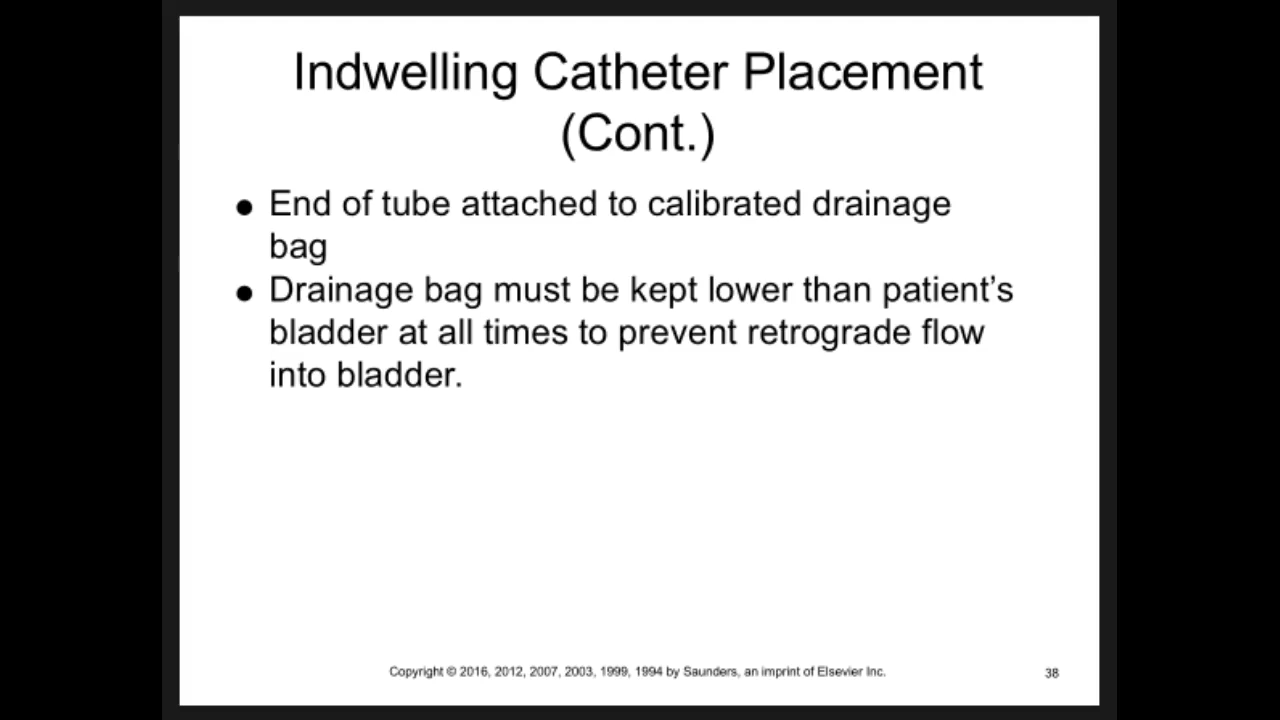 Indwelling Catheter Placement
(Cont.)
● End of tube attached to calibrated drainage
bag
● Drainage bag must be kept lower than patient’s
bladder at all times to prevent retrograde flow
into bladder.
Copyright © 2016, 2012, 2007, 2003, 1999, 1994 by Saunders, an imprint of Elsevier Inc.
38